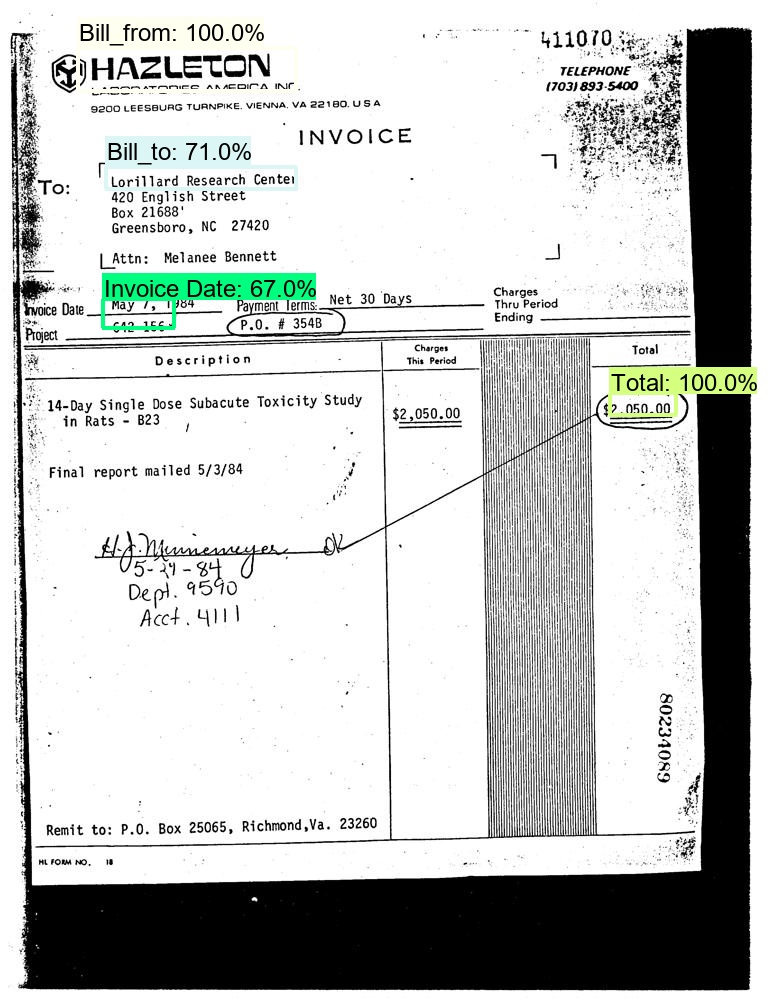 Bill_from: 100.0%
411070
HAZLETON
LABORATORIES AMERICA, INC.
TELEPHONE
(703) 893-5400
9200 LEESBURG TURNPIKE, VIENNA, VA 22180, U S A
INVOICE
Bill_to: 71.0%
To:
Lorillard Research Center
420 English Street
Box 21688'
Greensboro, NC 27420
Attn: Melanee Bennett
Invoice Date: 67.0%
Invoice Date May 7, 1984
Payment Terms: Net 30 Days
Charges
Thru Period
Ending
Project 642-156
P.O. # 354B
Description
Charges
This Period
Total
Total: 100.0%
14-Day Single Dose Subacute Toxicity Study
in Rats - B23
$2,050.00
$2,050.00
Final report mailed 5/3/84
H.J. Minnemeyer OK
5-29-84
Dept. 9590
Acct. 4111
80234089
Remit to: P.O. Box 25065, Richmond,Va. 23260
HL FORM NO. 18